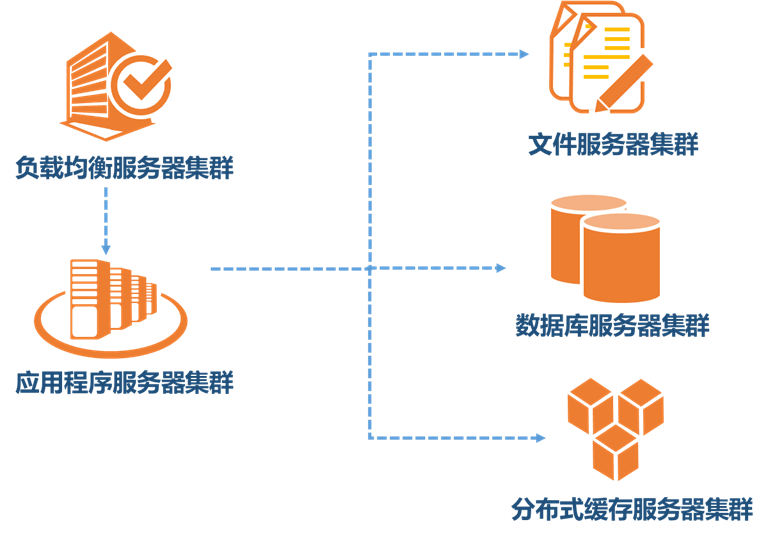 负载均衡服务器集群
应用程序服务器集群
文件服务器集群
数据库服务器集群
分布式缓存服务器集群